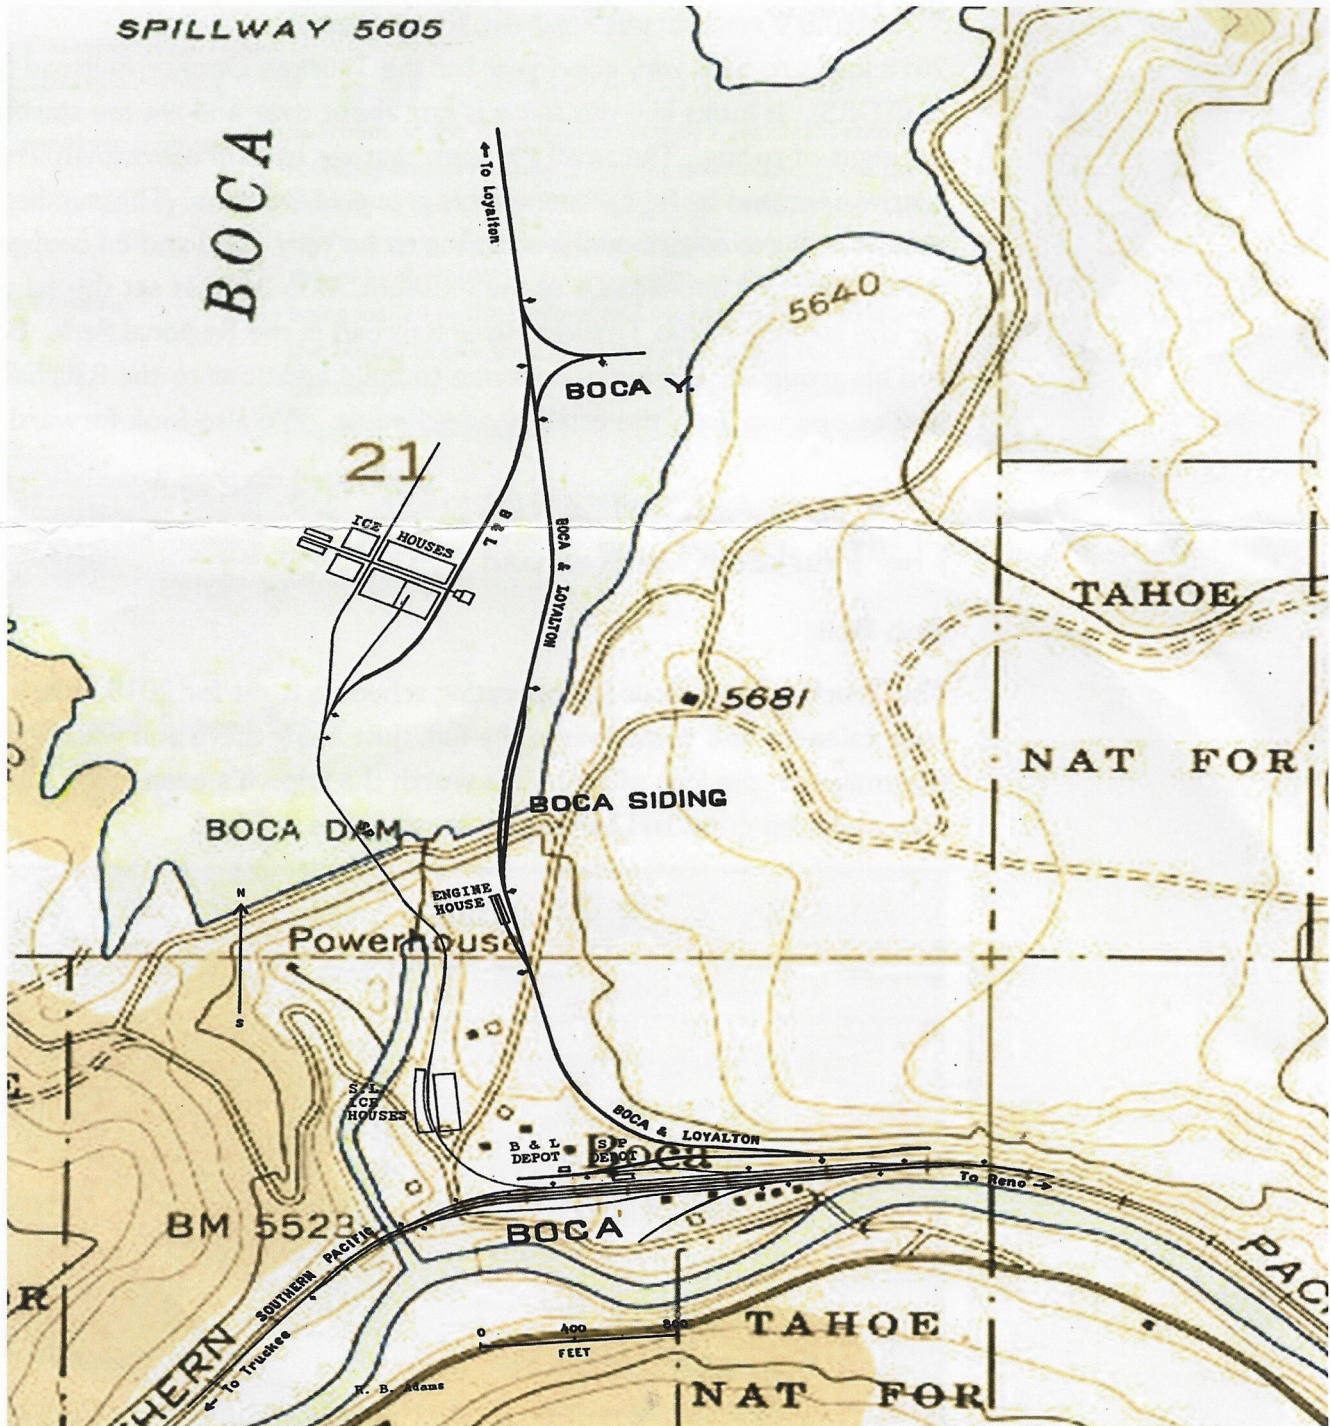 SPILLWAY 5605
BOCA
← To Loyalton
5640
BOCA Y.
21
ICE
HOUSES
B & L
BOCA & LOYALTON
TAHOE
5681
NAT FOR
BOCA SIDING
BOCA DAM
N
ENGINE
HOUSE
Powerhouse
S
S.L.
ICE
HOUSES
BOCA & LOYALTON
B & L
DEPOT
S P
DEPOT
Boca
To Reno →
BM 5523
BOCA
SOUTHERN PACIFIC
PACI
R
THERN
← To Truckee
0 400 800
FEET
TAHOE
R. B. Adams
NAT FOR